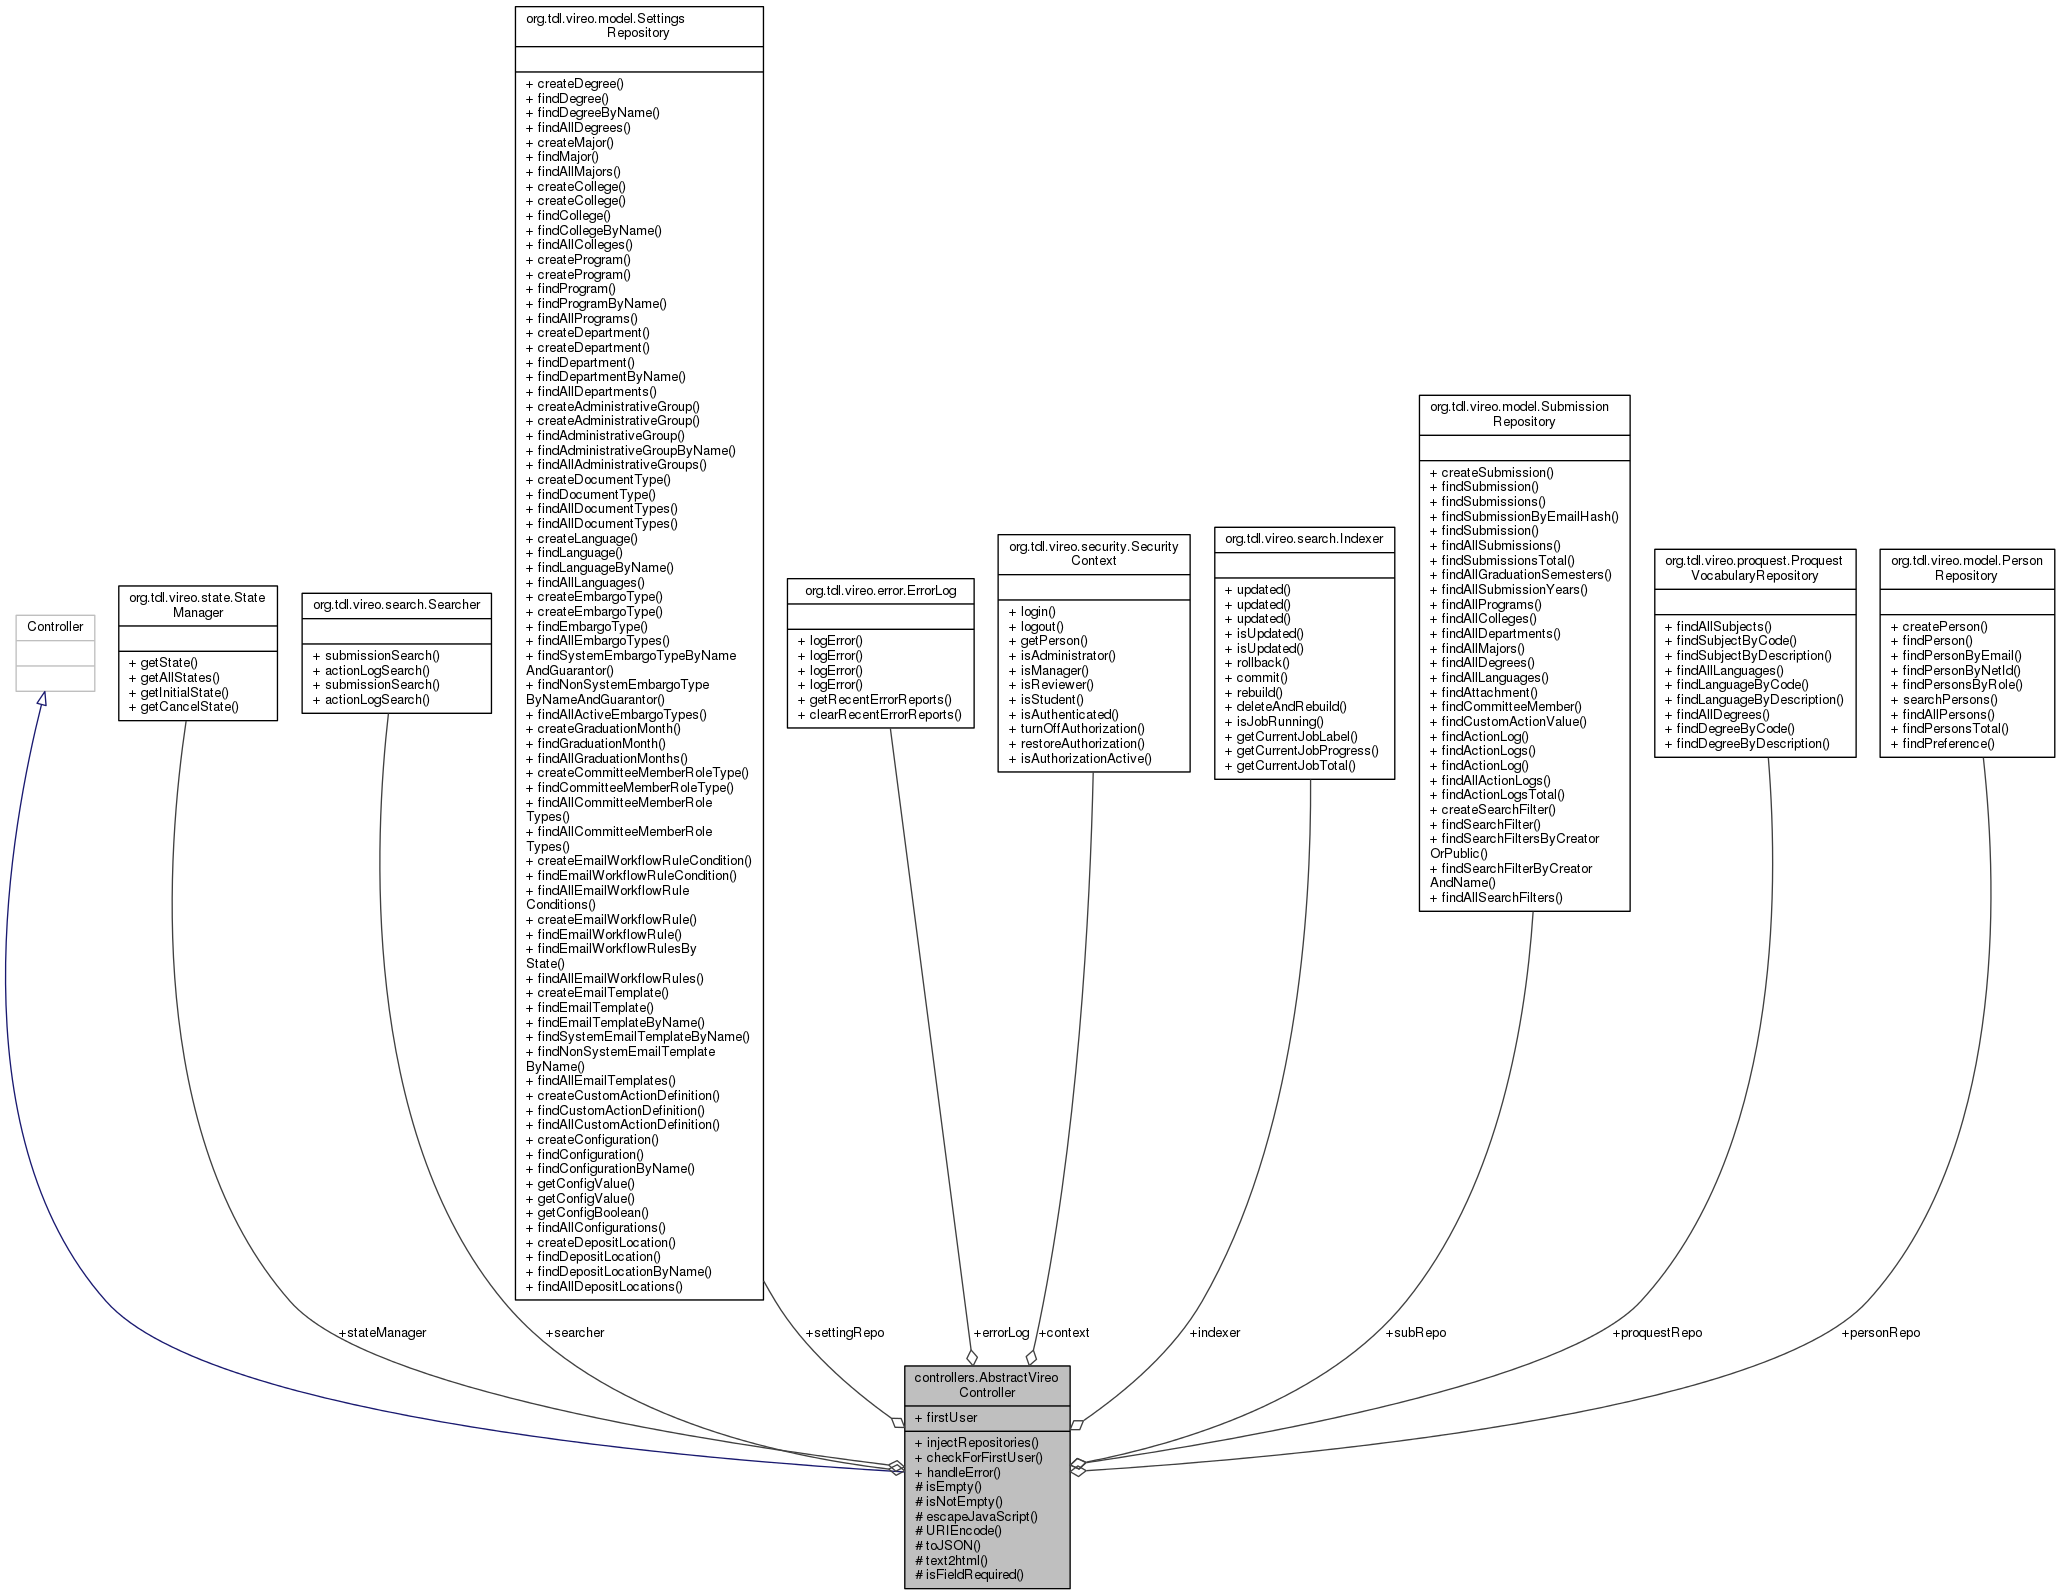 org.tdl.vireo.model.Settings
Repository
+ createDegree()
+ findDegree()
+ findDegreeByName()
+ findAllDegrees()
+ createMajor()
+ findMajor()
+ findAllMajors()
+ createCollege()
+ createCollege()
+ findCollege()
+ findCollegeByName()
+ findAllColleges()
+ createProgram()
+ createProgram()
+ findProgram()
+ findProgramByName()
+ findAllPrograms()
+ createDepartment()
+ createDepartment()
+ findDepartment()
+ findDepartmentByName()
+ findAllDepartments()
+ createAdministrativeGroup()
+ createAdministrativeGroup()
+ findAdministrativeGroup()
+ findAdministrativeGroupByName()
+ findAllAdministrativeGroups()
+ createDocumentType()
+ findDocumentType()
+ findAllDocumentTypes()
+ findAllDocumentTypes()
+ createLanguage()
+ findLanguage()
+ findLanguageByName()
+ findAllLanguages()
+ createEmbargoType()
+ createEmbargoType()
+ findEmbargoType()
+ findAllEmbargoTypes()
+ findSystemEmbargoTypeByName
AndGuarantor()
+ findNonSystemEmbargoType
ByNameAndGuarantor()
+ findAllActiveEmbargoTypes()
+ createGraduationMonth()
+ findGraduationMonth()
+ findAllGraduationMonths()
+ createCommitteeMemberRoleType()
+ findCommitteeMemberRoleType()
+ findAllCommitteeMemberRole
Types()
+ findAllCommitteeMemberRole
Types()
+ createEmailWorkflowRuleCondition()
+ findEmailWorkflowRuleCondition()
+ findAllEmailWorkflowRule
Conditions()
+ createEmailWorkflowRule()
+ findEmailWorkflowRule()
+ findEmailWorkflowRulesBy
State()
+ findAllEmailWorkflowRules()
+ createEmailTemplate()
+ findEmailTemplate()
+ findEmailTemplateByName()
+ findSystemEmailTemplateByName()
+ findNonSystemEmailTemplate
ByName()
+ findAllEmailTemplates()
+ createCustomActionDefinition()
+ findCustomActionDefinition()
+ findAllCustomActionDefinition()
+ createConfiguration()
+ findConfiguration()
+ findConfigurationByName()
+ getConfigValue()
+ getConfigValue()
+ getConfigBoolean()
+ findAllConfigurations()
+ createDepositLocation()
+ findDepositLocation()
+ findDepositLocationByName()
+ findAllDepositLocations()
Controller
org.tdl.vireo.state.State
Manager
+ getState()
+ getAllStates()
+ getInitialState()
+ getCancelState()
org.tdl.vireo.search.Searcher
+ submissionSearch()
+ actionLogSearch()
+ submissionSearch()
+ actionLogSearch()
org.tdl.vireo.error.ErrorLog
+ logError()
+ logError()
+ logError()
+ logError()
+ getRecentErrorReports()
+ clearRecentErrorReports()
org.tdl.vireo.security.Security
Context
+ login()
+ logout()
+ getPerson()
+ isAdministrator()
+ isManager()
+ isReviewer()
+ isStudent()
+ isAuthenticated()
+ turnOffAuthorization()
+ restoreAuthorization()
+ isAuthorizationActive()
org.tdl.vireo.search.Indexer
+ updated()
+ updated()
+ updated()
+ isUpdated()
+ isUpdated()
+ rollback()
+ commit()
+ rebuild()
+ deleteAndRebuild()
+ isJobRunning()
+ getCurrentJobLabel()
+ getCurrentJobProgress()
+ getCurrentJobTotal()
org.tdl.vireo.model.Submission
Repository
+ createSubmission()
+ findSubmission()
+ findSubmissions()
+ findSubmissionByEmailHash()
+ findSubmission()
+ findAllSubmissions()
+ findSubmissionsTotal()
+ findAllGraduationSemesters()
+ findAllSubmissionYears()
+ findAllPrograms()
+ findAllColleges()
+ findAllDepartments()
+ findAllMajors()
+ findAllDegrees()
+ findAllLanguages()
+ findAttachment()
+ findCommitteeMember()
+ findCustomActionValue()
+ findActionLog()
+ findActionLogs()
+ findActionLog()
+ findAllActionLogs()
+ findActionLogsTotal()
+ createSearchFilter()
+ findSearchFilter()
+ findSearchFiltersByCreator
OrPublic()
+ findSearchFilterByCreator
AndName()
+ findAllSearchFilters()
org.tdl.vireo.proquest.Proquest
VocabularyRepository
+ findAllSubjects()
+ findSubjectByCode()
+ findSubjectByDescription()
+ findAllLanguages()
+ findLanguageByCode()
+ findLanguageByDescription()
+ findAllDegrees()
+ findDegreeByCode()
+ findDegreeByDescription()
org.tdl.vireo.model.Person
Repository
+ createPerson()
+ findPerson()
+ findPersonByEmail()
+ findPersonByNetId()
+ findPersonsByRole()
+ searchPersons()
+ findAllPersons()
+ findPersonsTotal()
+ findPreference()
+stateManager
+searcher
+settingRepo
+errorLog
+context
+indexer
+subRepo
+proquestRepo
+personRepo
controllers.AbstractVireo
Controller
+ firstUser
+ injectRepositories()
+ checkForFirstUser()
+ handleError()
# isEmpty()
# isNotEmpty()
# escapeJavaScript()
# URIEncode()
# toJSON()
# text2html()
# isFieldRequired()